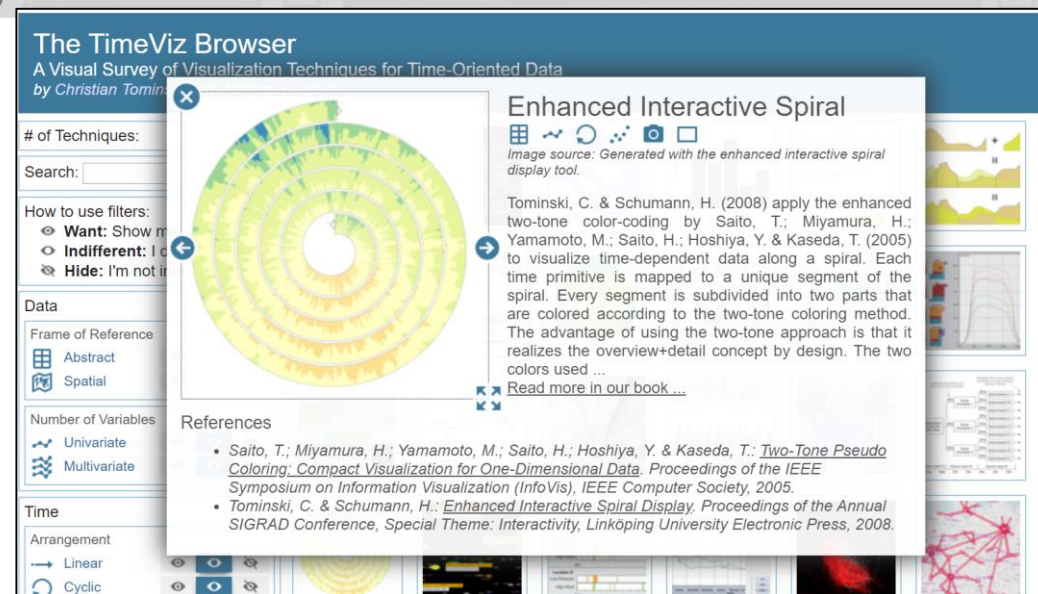 The TimeViz Browser
A Visual Survey of Visualization Techniques for Time-Oriented Data
by Christian Tomin
# of Techniques:
Search:
How to use filters:
Want: Show m
Indifferent: I d
Hide: I'm not in
Data
Frame of Reference
Abstract
Spatial
Number of Variables
Univariate
Multivariate
Time
Arrangement
Linear
Cyclic
Enhanced Interactive Spiral
Image source: Generated with the enhanced interactive spiral
display tool.
Tominski, C. & Schumann, H. (2008) apply the enhanced
two-tone color-coding by Saito, T.; Miyamura, H.;
Yamamoto, M.; Saito, H.; Hoshiya, Y. & Kaseda, T. (2005)
to visualize time-dependent data along a spiral. Each
time primitive is mapped to a unique segment of the
spiral. Every segment is subdivided into two parts that
are colored according to the two-tone coloring method.
The advantage of using the two-tone approach is that it
realizes the overview+detail concept by design. The two
colors used ...
Read more in our book ...
References
• Saito, T.; Miyamura, H.; Yamamoto, M.; Saito, H.; Hoshiya, Y. & Kaseda, T.: Two-Tone Pseudo
Coloring: Compact Visualization for One-Dimensional Data. Proceedings of the IEEE
Symposium on Information Visualization (InfoVis), IEEE Computer Society, 2005.
• Tominski, C. & Schumann, H.: Enhanced Interactive Spiral Display. Proceedings of the Annual
SIGRAD Conference, Special Theme: Interactivity, Linköping University Electronic Press, 2008.